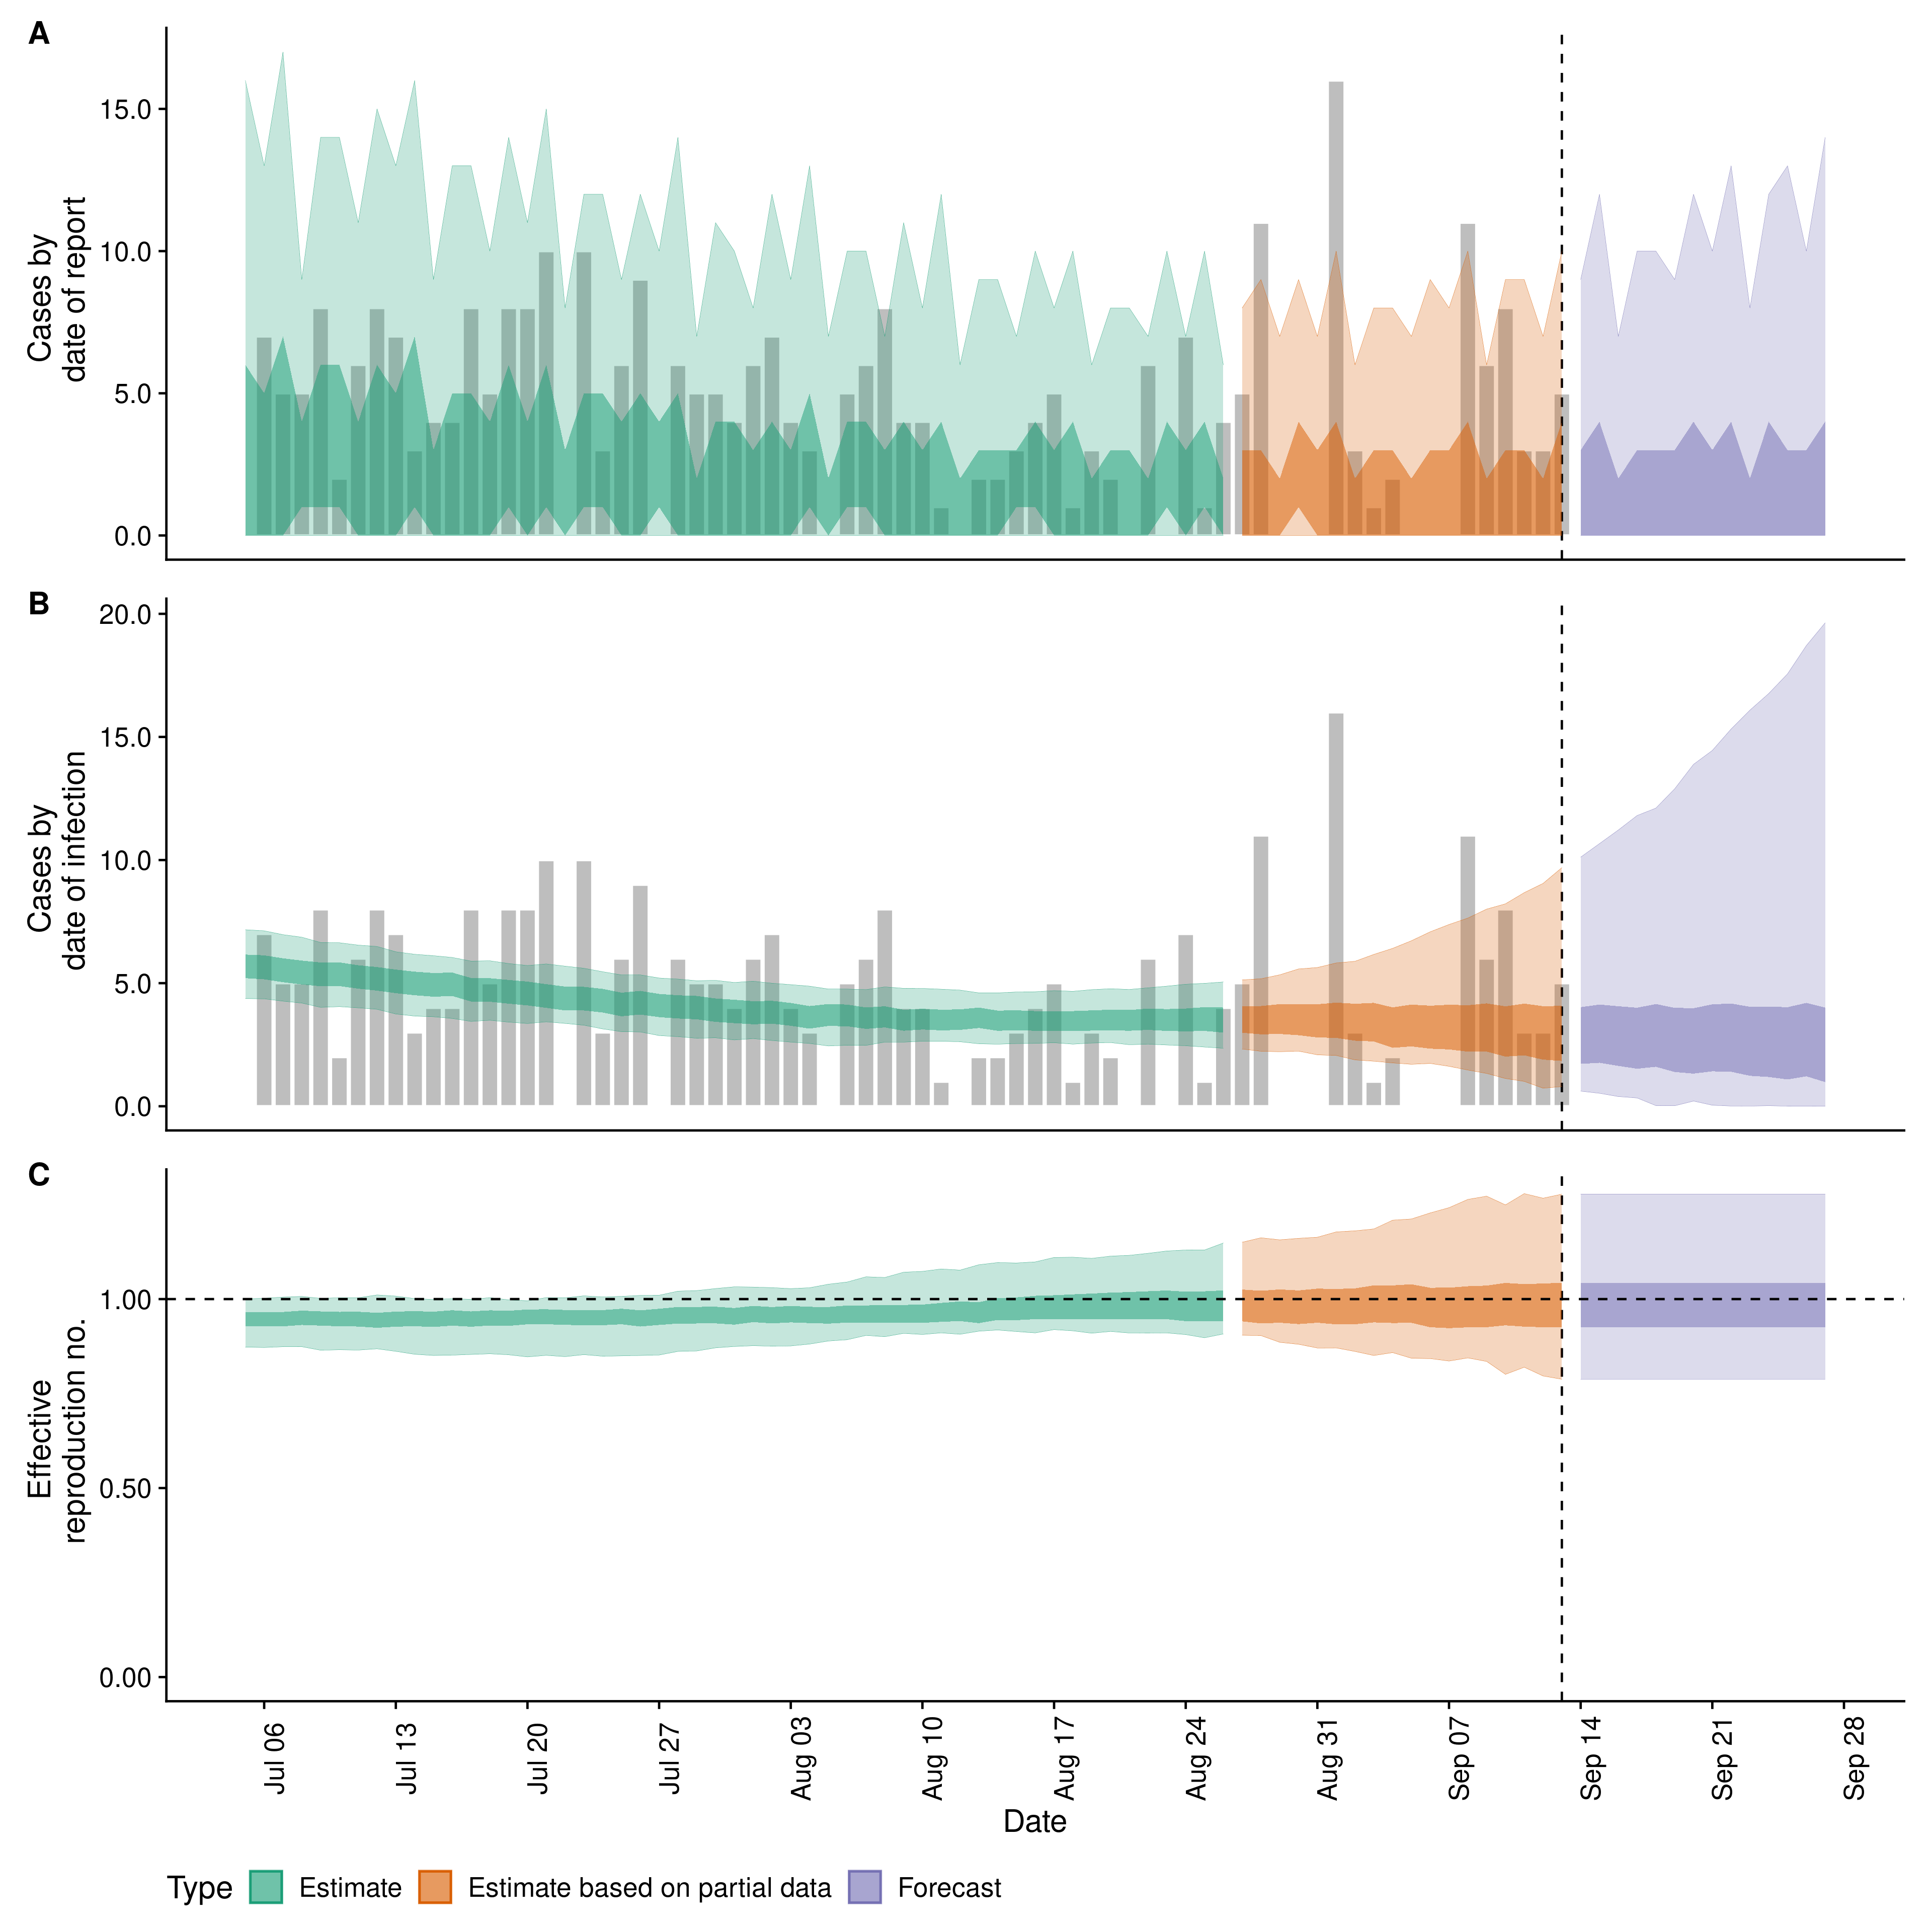 A
Cases by
date of report
15.0
10.0
5.0
0.0
B
Cases by
date of infection
20.0
15.0
10.0
5.0
0.0
C
Effective
reproduction no.
1.00
0.50
0.00
Jul 06
Jul 13
Jul 20
Jul 27
Aug 03
Aug 10
Aug 17
Aug 24
Aug 31
Sep 07
Sep 14
Sep 21
Sep 28
Date
Type
Estimate
Estimate based on partial data
Forecast